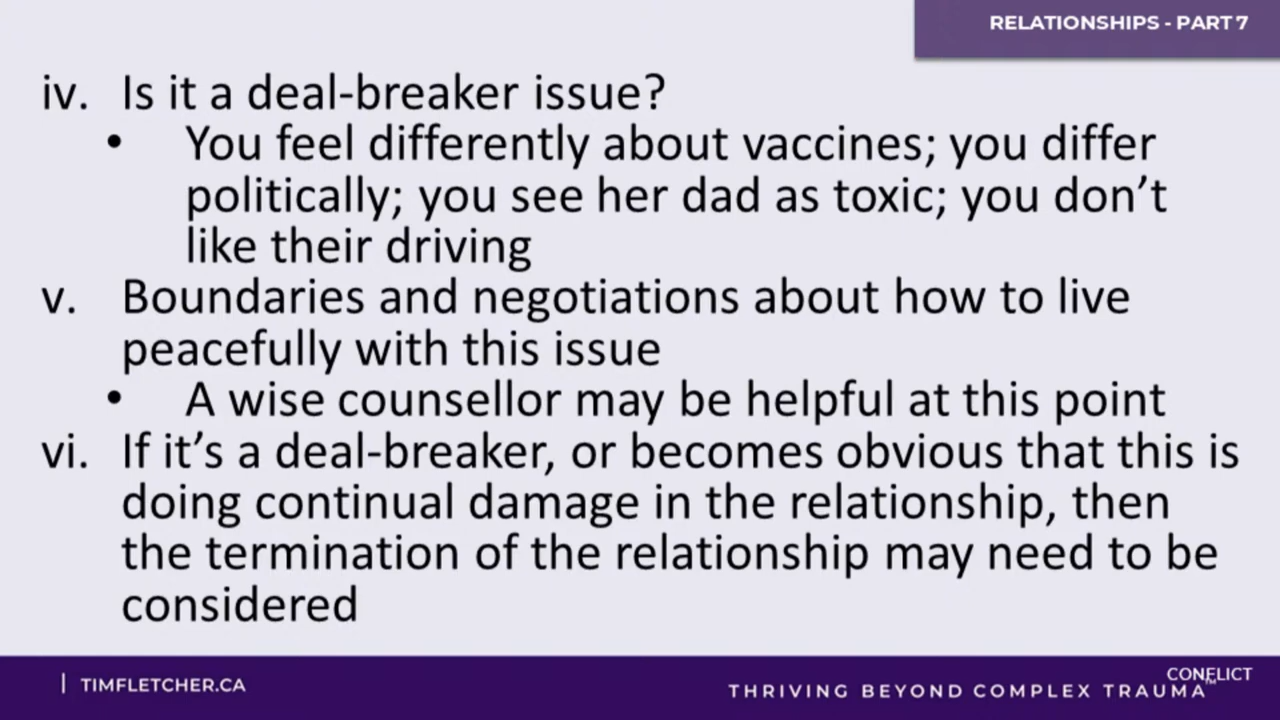 RELATIONSHIPS - PART 7
iv. Is it a deal-breaker issue?
• You feel differently about vaccines; you differ
politically; you see her dad as toxic; you don’t
like their driving
v. Boundaries and negotiations about how to live
peacefully with this issue
• A wise counsellor may be helpful at this point
vi. If it’s a deal-breaker, or becomes obvious that this is
doing continual damage in the relationship, then
the termination of the relationship may need to be
considered
| TIMFLETCHER.CA
CONFLICT
THRIVING BEYOND COMPLEX TRAUMA™